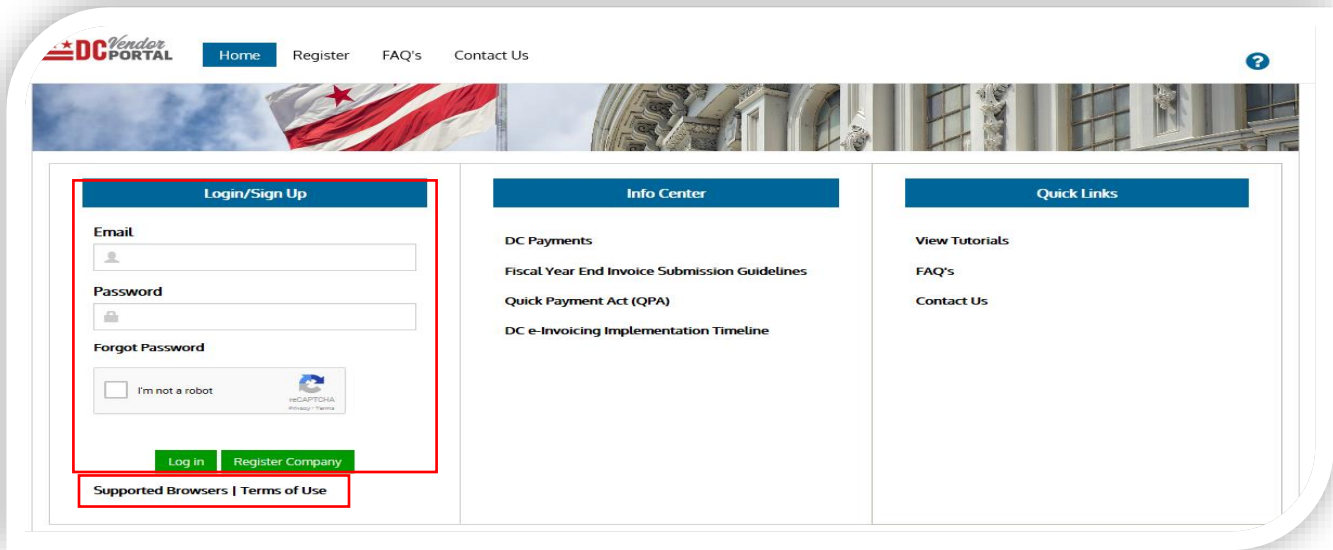 DC Vendor PORTAL
Home Register FAQ's Contact Us
?
Login/Sign Up
Email
Password
Forgot Password
I'm not a robot
reCAPTCHA
Privacy - Terms
Log in Register Company
Supported Browsers | Terms of Use
Info Center
DC Payments
Fiscal Year End Invoice Submission Guidelines
Quick Payment Act (QPA)
DC e-Invoicing Implementation Timeline
Quick Links
View Tutorials
FAQ's
Contact Us